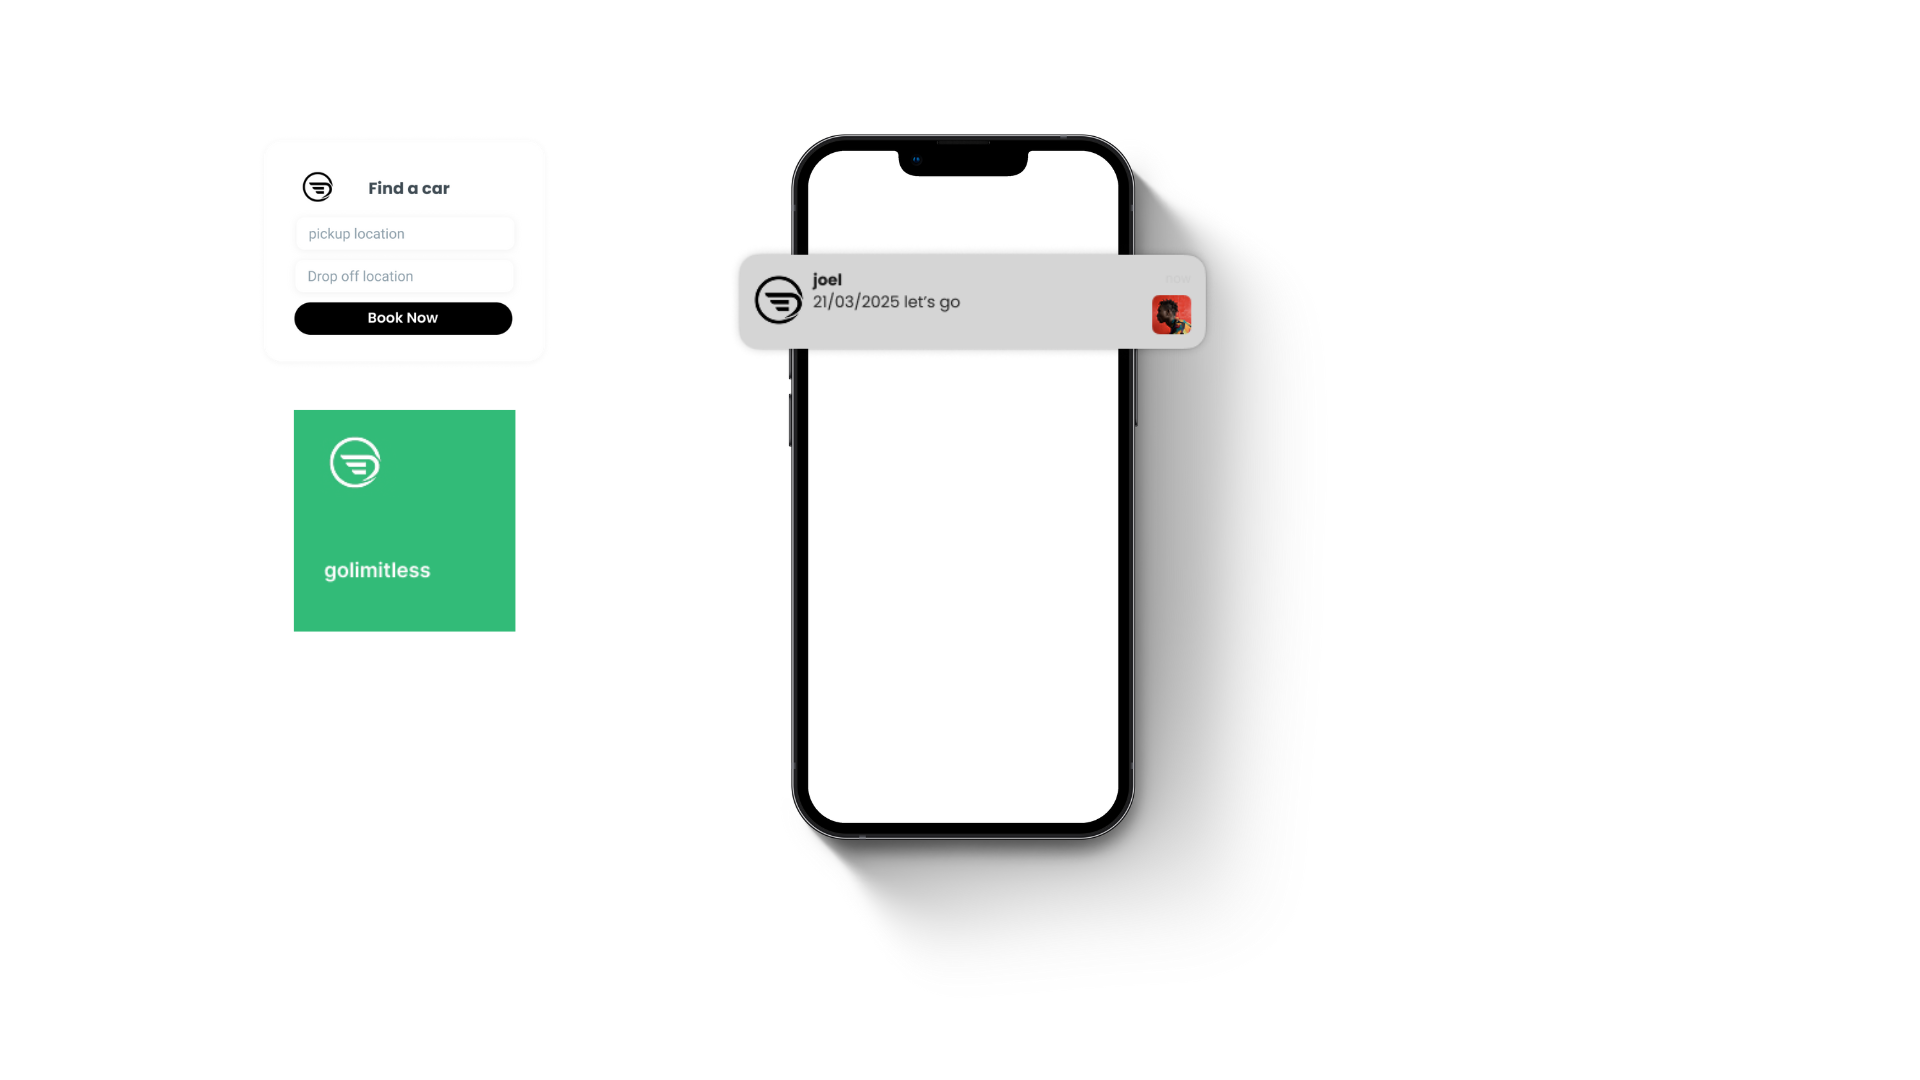 Find a car
pickup location
Drop off location
Book Now
golimitless
joel
now
21/03/2025 let’s go